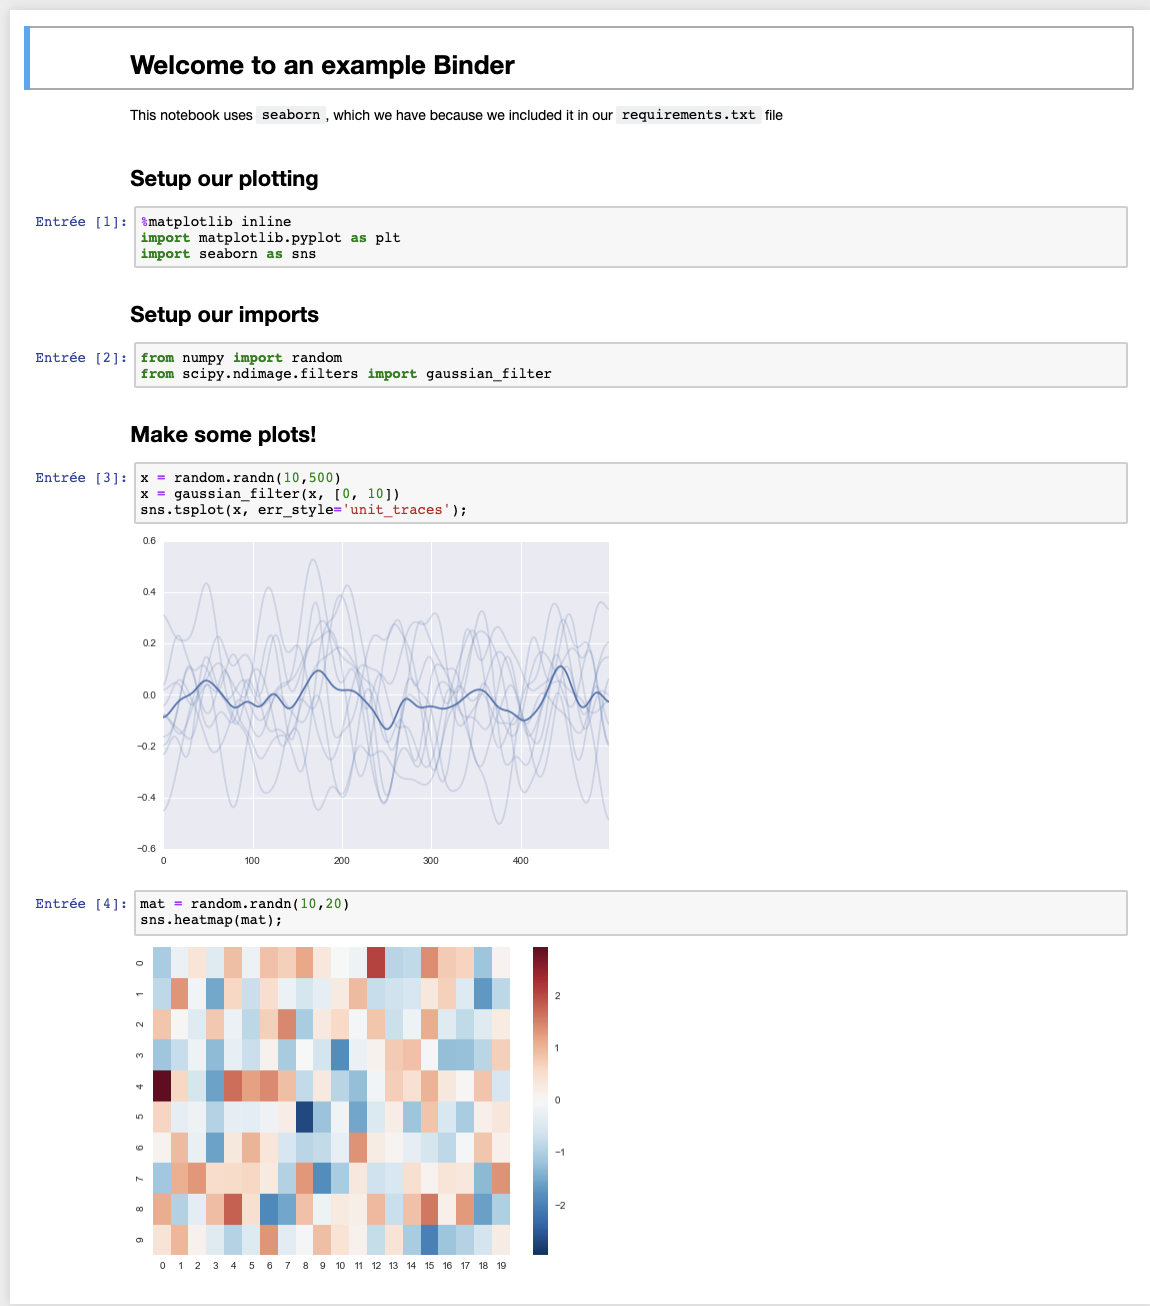 Welcome to an example Binder
This notebook uses seaborn , which we have because we included it in our requirements.txt file
Setup our plotting
Entrée [1]: %matplotlib inline
import matplotlib.pyplot as plt
import seaborn as sns
Setup our imports
Entrée [2]: from numpy import random
from scipy.ndimage.filters import gaussian_filter
Make some plots!
Entrée [3]: x = random.randn(10,500)
x = gaussian_filter(x, [0, 10])
sns.tsplot(x, err_style='unit_traces');
0.6
0.4
0.2
0.0
−0.2
−0.4
−0.6
0 100 200 300 400
Entrée [4]: mat = random.randn(10,20)
sns.heatmap(mat);
0
1
2
3
4
5
6
7
8
9
0 1 2 3 4 5 6 7 8 9 10 11 12 13 14 15 16 17 18 19
2
1
0
−1
−2